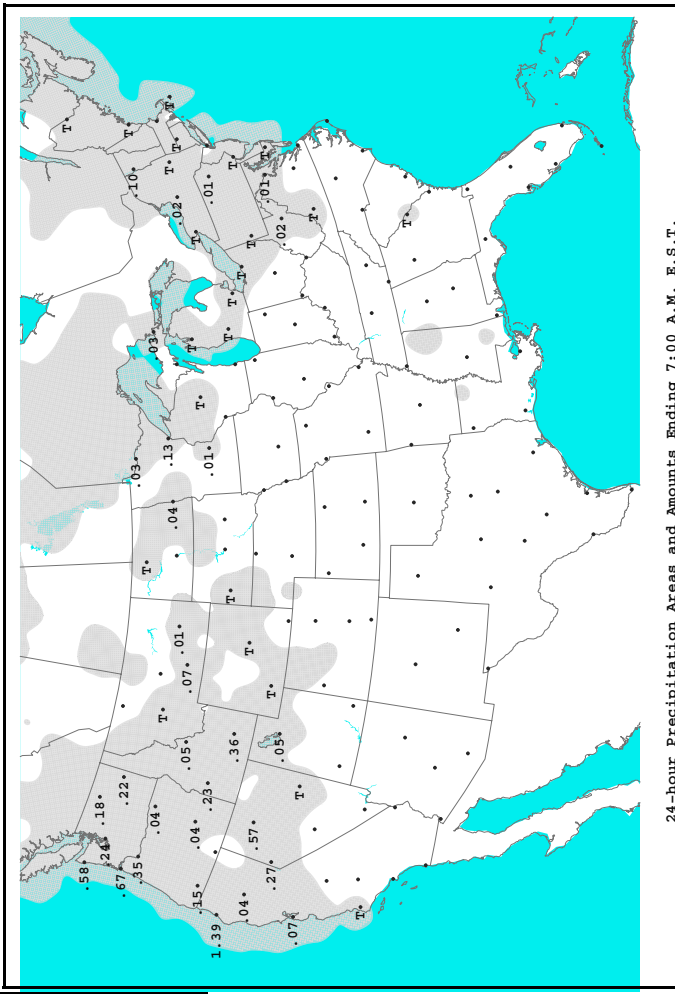 T
.58
.18
.24
.67
.22
T
.10
.35
.03
T
.03
.04
T
.13
T
T
.04
T
.02
.05
.07
.01
T
.04
T
.15
T
.23
.01
.01
1.39
T
T
T
T
.36
T
.04
T
T
.57
T
.01
.27
T
.05
.02
.07
T
T
T
T
24-hour Precipitation Areas and Amounts Ending 7:00 A.M. E.S.T.